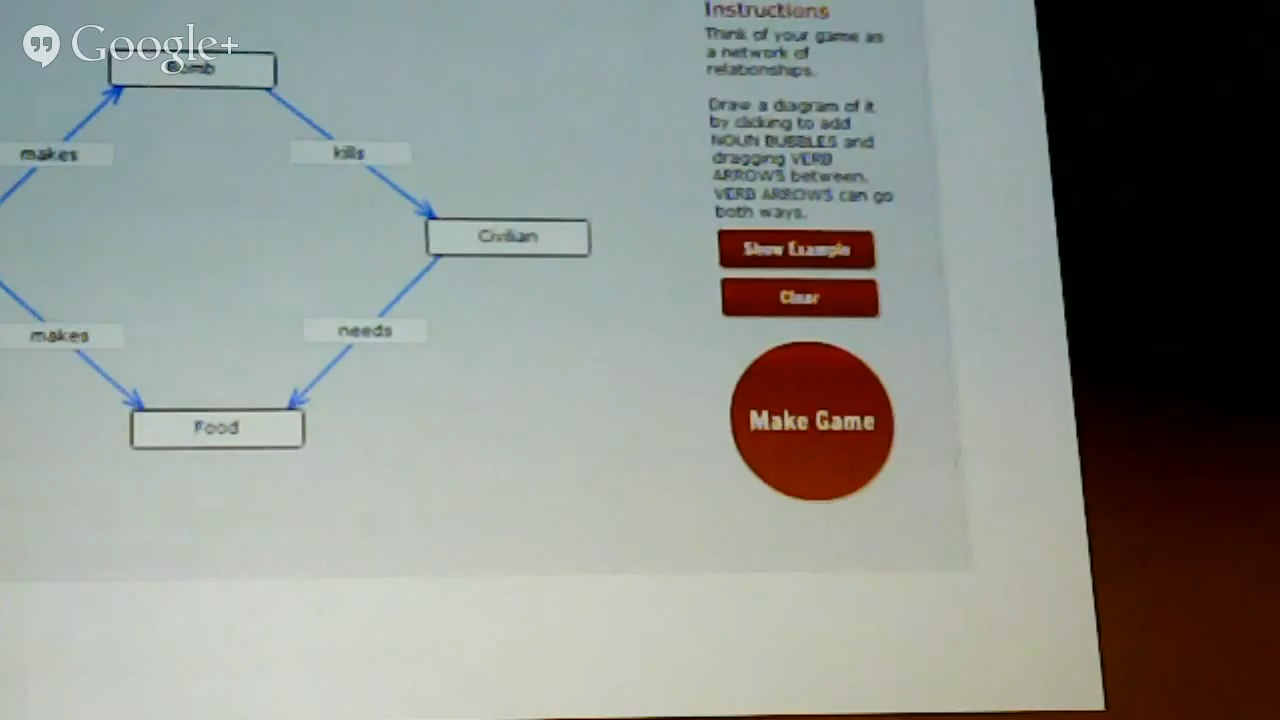 Google+
Bomb
makes
kills
Civilian
makes
needs
Food
Instructions
Think of your game as
a network of
relationships.
Draw a diagram of it
by clicking to add
NOUN BUBBLES and
dragging VERB
ARROWS between.
VERB ARROWS can go
both ways.
Show Example
Clear
Make Game